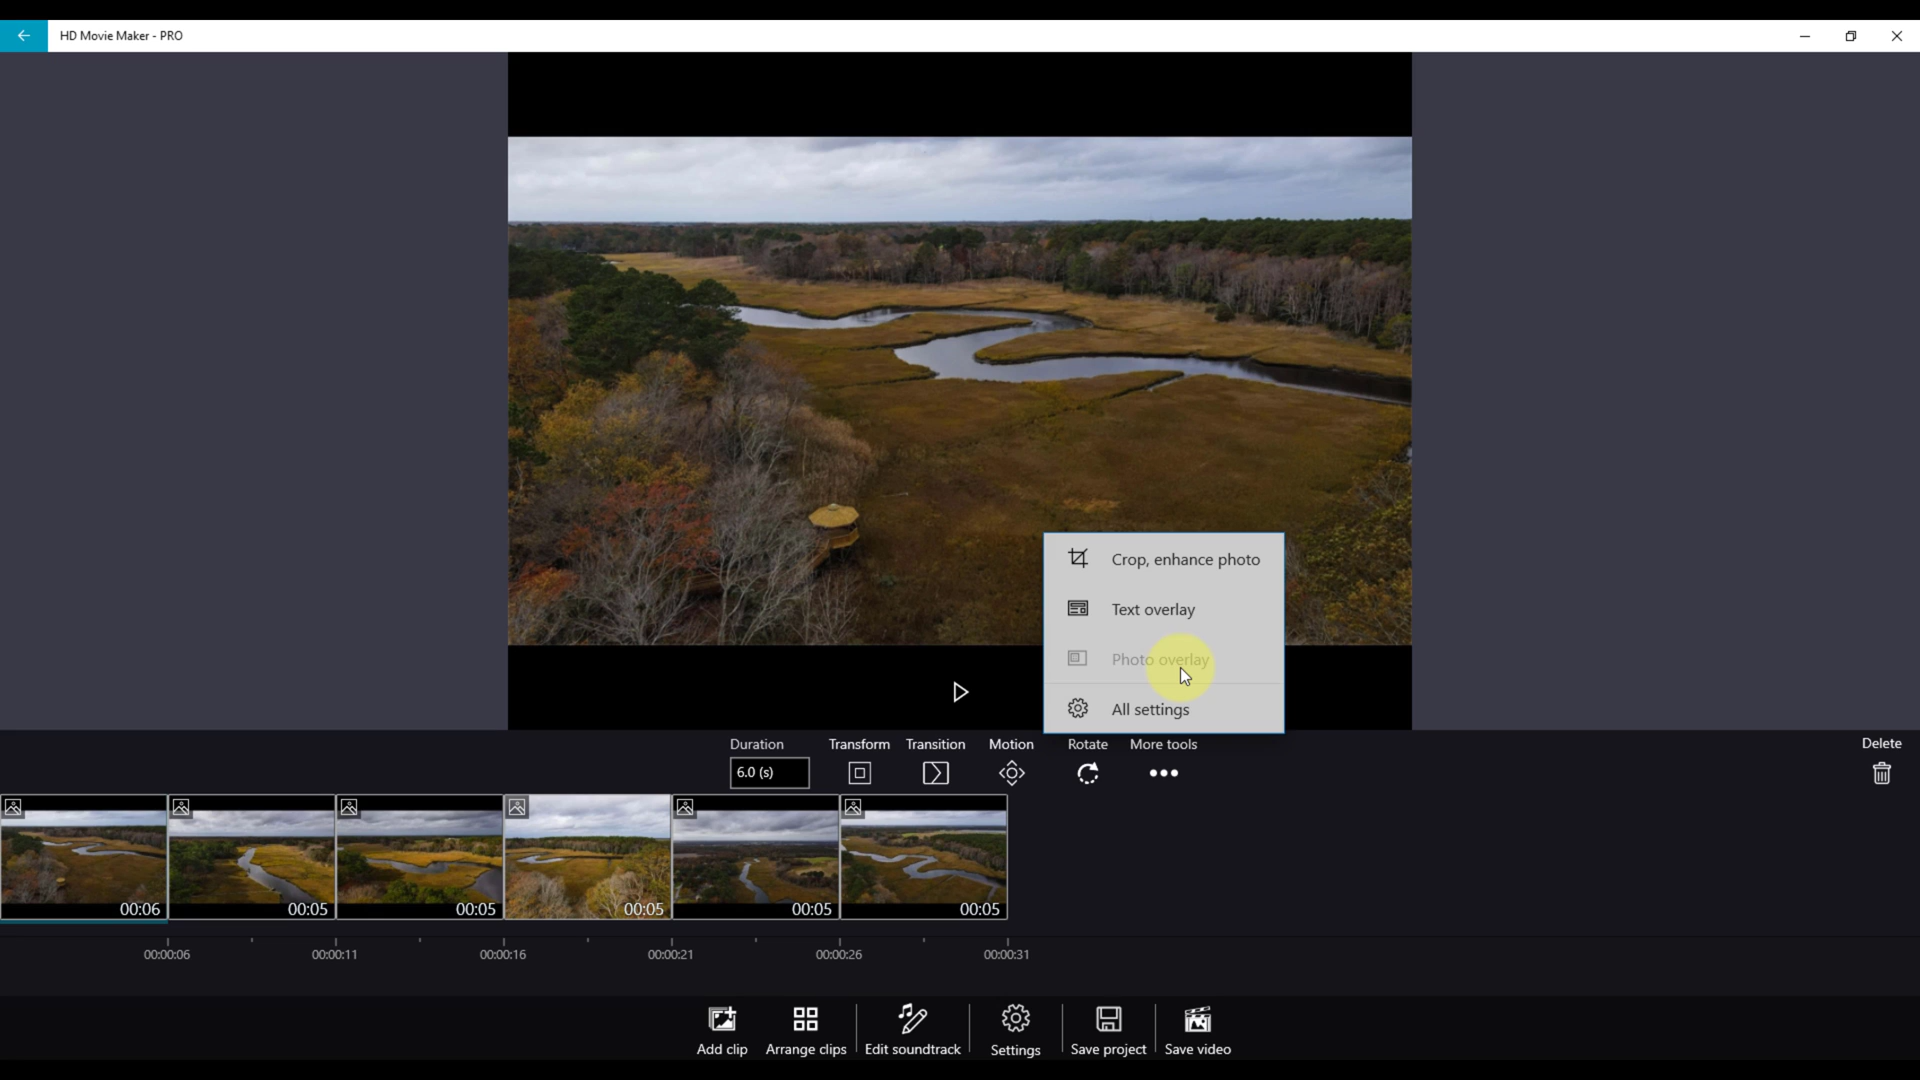 HD Movie Maker - PRO
Crop, enhance photo
Text overlay
Photo overlay
All settings
Duration
Transform
Transition
Motion
Rotate
More tools
Delete
6.0 (s)
00:06
00:05
00:05
00:05
00:05
00:05
00:00:06
00:00:11
00:00:16
00:00:21
00:00:26
00:00:31
Add clip
Arrange clips
Edit soundtrack
Settings
Save project
Save video